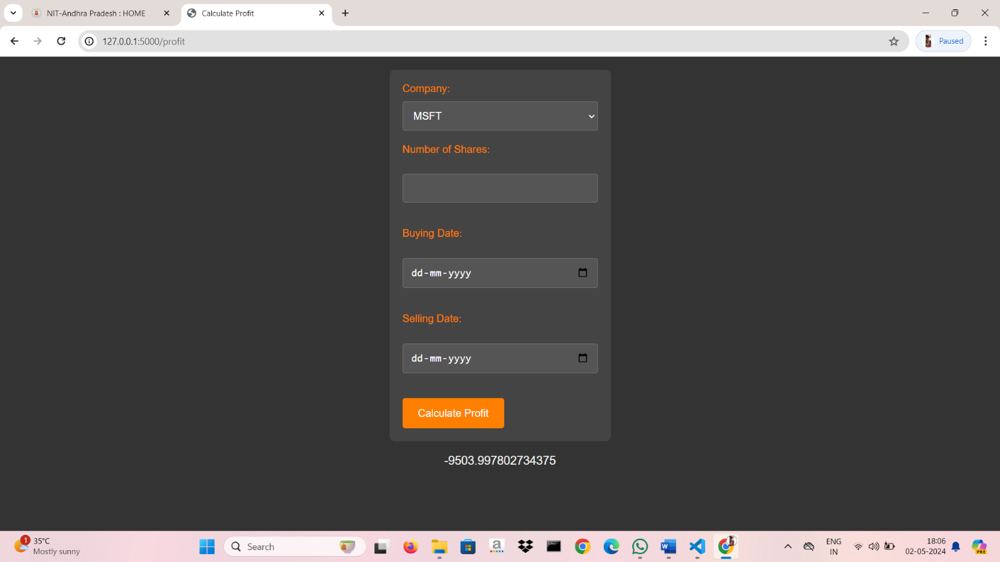 NIT-Andhra Pradesh : HOME
Calculate Profit
127.0.0.1:5000/profit
Paused
Company:
MSFT
Number of Shares:
Buying Date:
dd-mm-yyyy
Selling Date:
dd-mm-yyyy
Calculate Profit
-9503.997802734375
1
35°C
Mostly sunny
Search
a
W
PRE
ENG
IN
18:06
02-05-2024